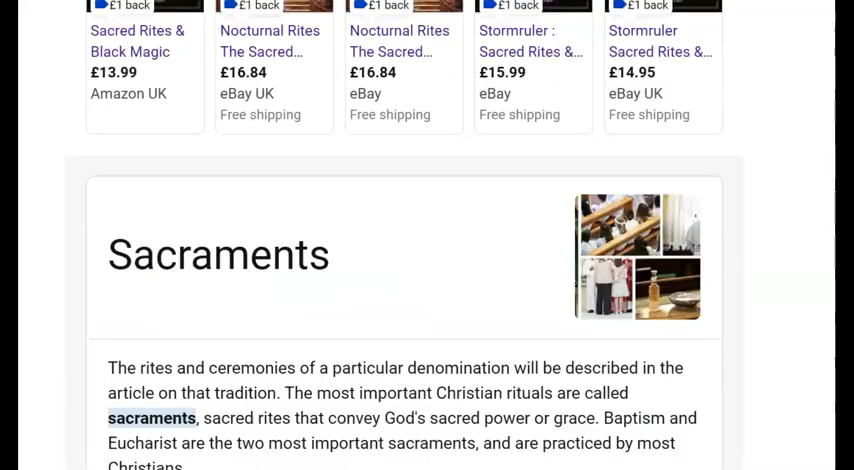 £1 back £1 back £1 back £1 back £1 back
Sacred Rites & Nocturnal Rites Nocturnal Rites Stormruler : Stormruler
Black Magic The Sacred... The Sacred... Sacred Rites &... Sacred Rites &...
£13.99 £16.84 £16.84 £15.99 £14.95
Amazon UK eBay UK eBay eBay eBay UK
Free shipping Free shipping Free shipping Free shipping
Sacraments
The rites and ceremonies of a particular denomination will be described in the
article on that tradition. The most important Christian rituals are called
sacraments, sacred rites that convey God's sacred power or grace. Baptism and
Eucharist are the two most important sacraments, and are practiced by most
Christians.